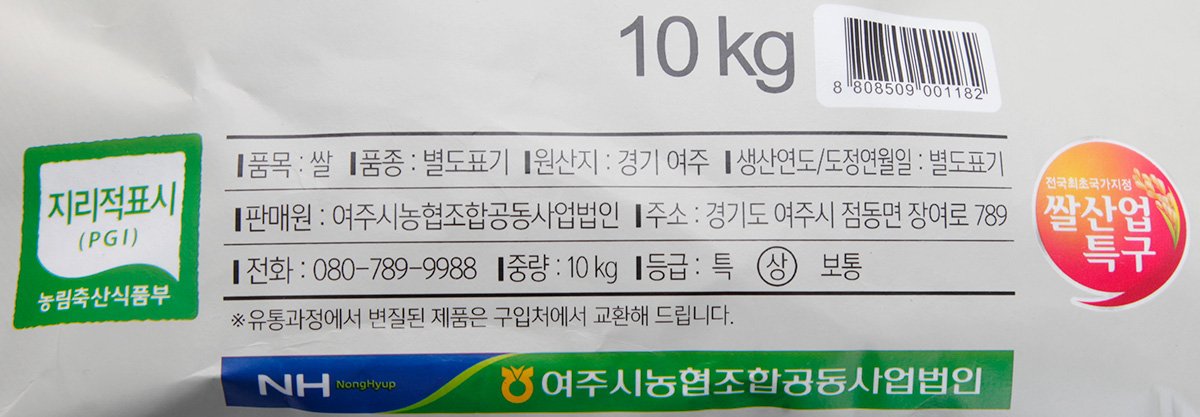 10 kg
8 808509 001182
지리적표시
(PGI)
농림축산식품부
품목 : 쌀 품종 : 별도표기 원산지 : 경기 여주 생산연도/도정연월일 : 별도표기
판매원 : 여주시농협조합공동사업법인 주소 : 경기도 여주시 점동면 장여로 789
전화 : 080-789-9988 중량 : 10 kg 등급 : 특 상 보통
※유통과정에서 변질된 제품은 구입처에서 교환해 드립니다.
전국최초국가지정
쌀산업
특구
NH NongHyup 여주시농협조합공동사업법인